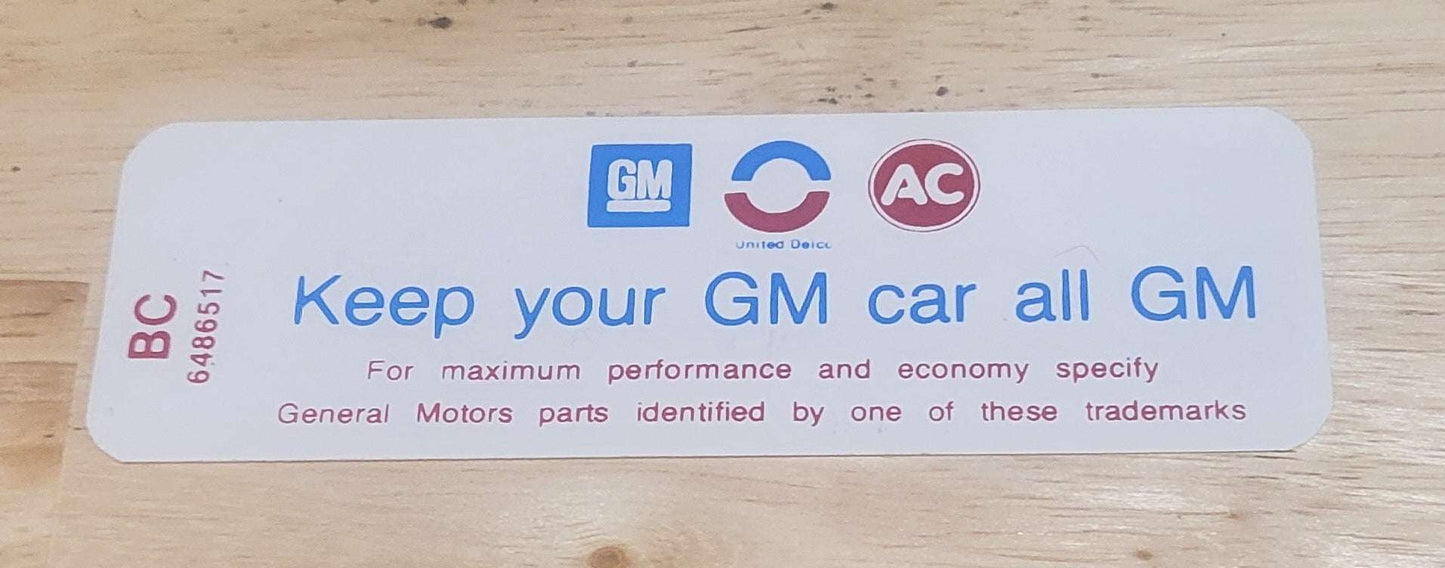 GM
AC
United Delco
Keep your GM car all GM
For maximum performance and economy specify
General Motors parts identified by one of these trademarks
BC
6486517